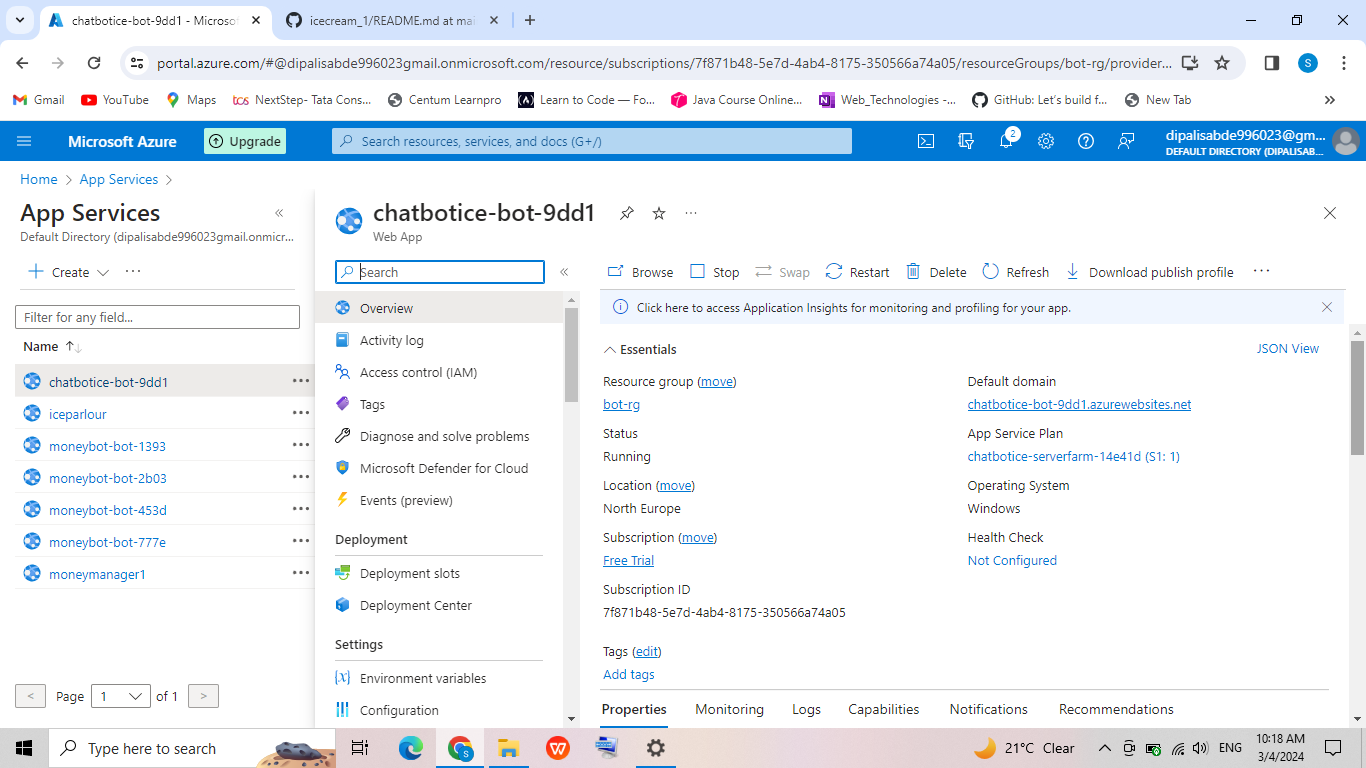 chatbotice-bot-9dd1 - Microsof
icecream_1/README.md at mai
portal.azure.com/#@dipalisabde996023gmail.onmicrosoft.com/resource/subscriptions/7f871b48-5e7d-4ab4-8175-350566a74a05/resourceGroups/bot-rg/provider...
S
Gmail
YouTube
Maps
tcs NextStep- Tata Cons...
Centum Learnpro
Learn to Code — Fo...
Java Course Online...
Web_Technologies -...
GitHub: Let's build f...
New Tab
Microsoft Azure
Upgrade
Search resources, services, and docs (G+/)
2
dipalisabde996023@gm...
DEFAULT DIRECTORY (DIPALISAB...
Home > App Services >
App Services
Default Directory (dipalisabde996023gmail.onmicr...
Create
Filter for any field...
Name
chatbotice-bot-9dd1
iceparlour
moneybot-bot-1393
moneybot-bot-2b03
moneybot-bot-453d
moneybot-bot-777e
moneymanager1
< Page 1 of 1 >
chatbotice-bot-9dd1
Web App
Search
Overview
Activity log
Access control (IAM)
Tags
Diagnose and solve problems
Microsoft Defender for Cloud
Events (preview)
Deployment
Deployment slots
Deployment Center
Settings
Environment variables
Configuration
Browse Stop Swap Restart Delete Refresh Download publish profile ...
Click here to access Application Insights for monitoring and profiling for your app.
Essentials
JSON View
Resource group (move)
bot-rg
Status
Running
Location (move)
North Europe
Subscription (move)
Free Trial
Subscription ID
7f871b48-5e7d-4ab4-8175-350566a74a05
Default domain
chatbotice-bot-9dd1.azurewebsites.net
App Service Plan
chatbotice-serverfarm-14e41d (S1: 1)
Operating System
Windows
Health Check
Not Configured
Tags (edit)
Add tags
Properties Monitoring Logs Capabilities Notifications Recommendations
Type here to search
21°C Clear
ENG
10:18 AM
3/4/2024